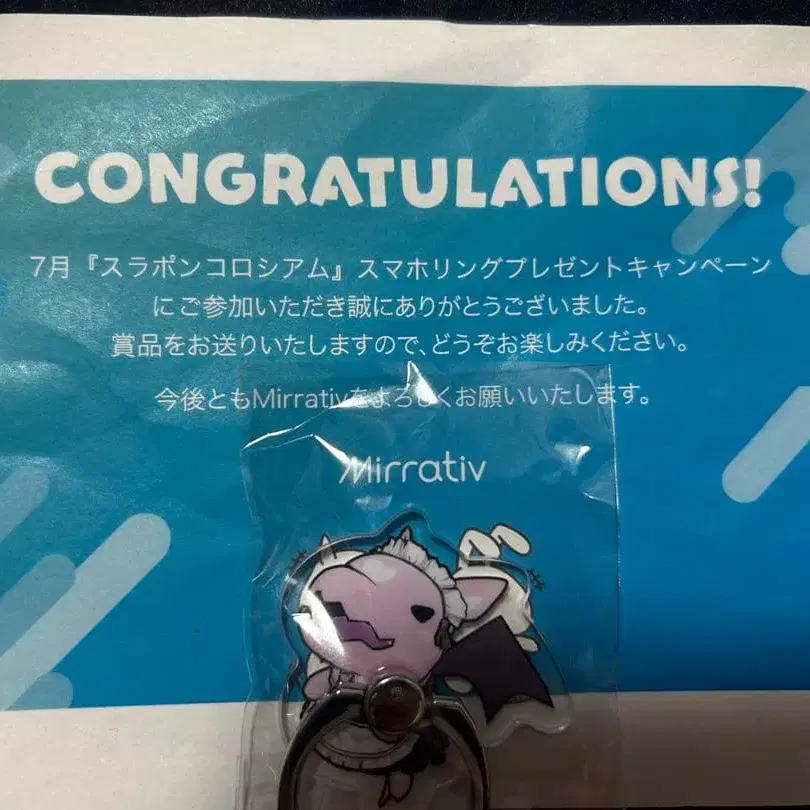 CONGRATULATIONS!
7月『スラポンコロシアム』スマホリングプレゼントキャンペーン
にご参加いただき誠にありがとうございました。
賞品をお送りいたしますので、どうぞお楽しみください。
今後ともMirrativをよろしくお願いいたします。
Mirrativ